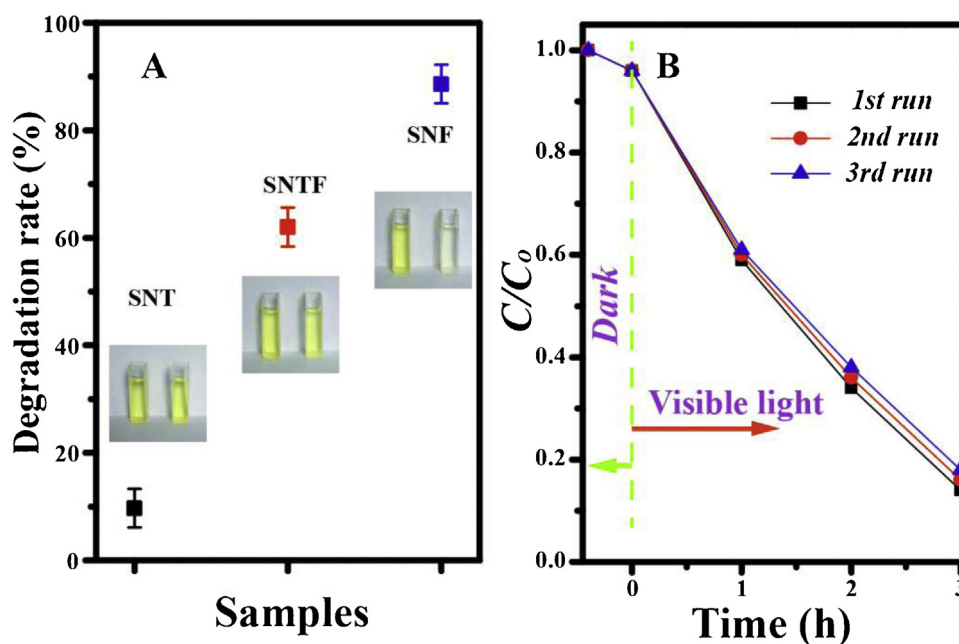 100
80
60
40
20
0
Degradation rate (%)
A
SNF
SNTF
SNT
Samples
1.0
0.8
0.6
0.4
0.2
0.0
C/Co
B
1st run
2nd run
3rd run
Dark
Visible light
0
1
2
3
Time (h)